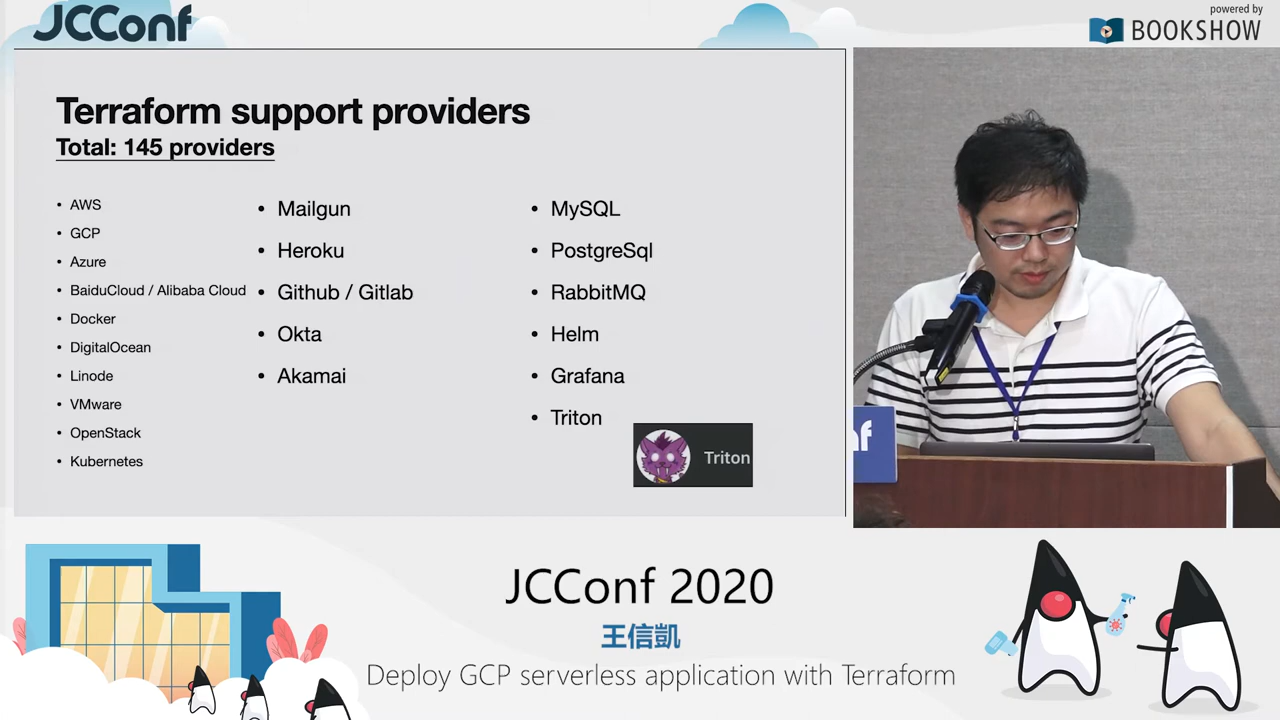 JCConf
powered by
BOOKSHOW
Terraform support providers
Total: 145 providers
• AWS
• GCP
• Azure
• BaiduCloud / Alibaba Cloud
• Docker
• DigitalOcean
• Linode
• VMware
• OpenStack
• Kubernetes
• Mailgun
• Heroku
• Github / Gitlab
• Okta
• Akamai
• MySQL
• PostgreSql
• RabbitMQ
• Helm
• Grafana
• Triton
Triton
nf
JCConf 2020
王信凱
Deploy GCP serverless application with Terraform